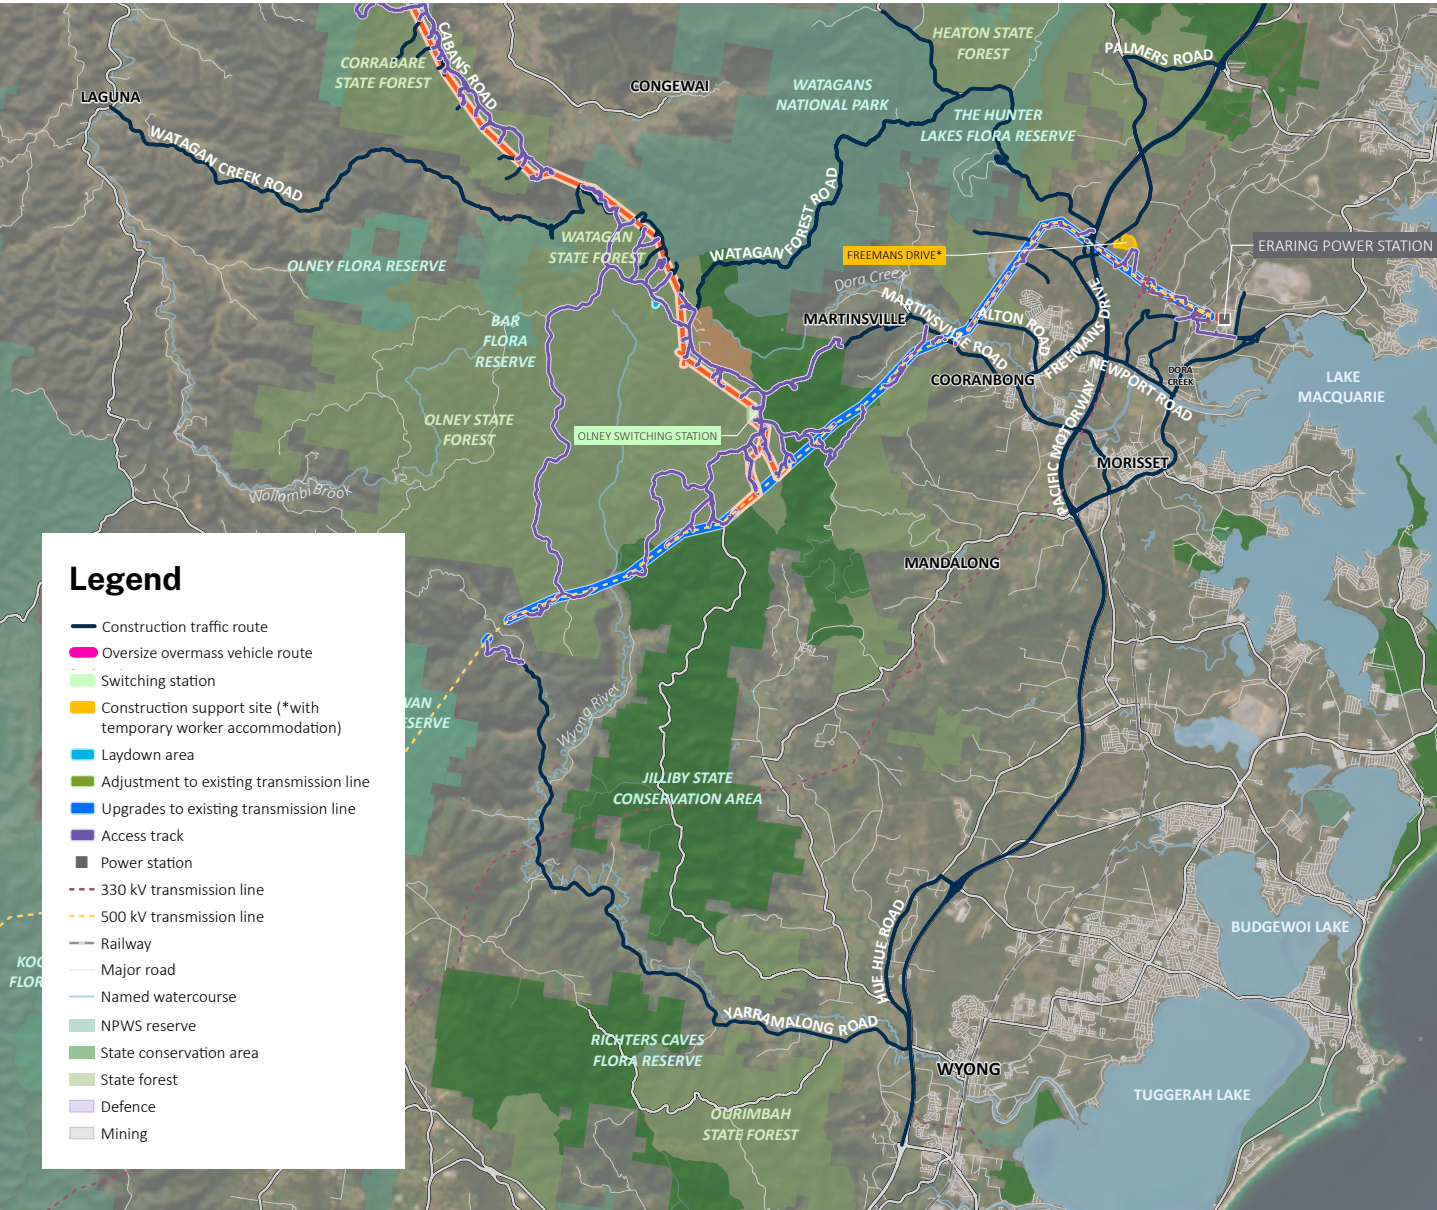 HEATON STATE
FOREST
CABANS ROAD
PALMERS ROAD
CORRABARE
STATE FOREST
CONGEWAI
WATAGANS
NATIONAL PARK
LAGUNA
THE HUNTER
LAKES FLORA RESERVE
WATAGAN CREEK ROAD
WATAGAN FOREST ROAD
WATAGAN
STATE FOREST
OLNEY FLORA RESERVE
FREEMANS DRIVE*
ERARING POWER STATION
Dora Creek
MARTINSVILLE
MARTINSVILLE ROAD
ALTON ROAD
FREEMANS DRIVE
BAR
FLORA
RESERVE
COORANBONG
NEWPORT ROAD
DORA
CREEK
LAKE
MACQUARIE
OLNEY STATE
FOREST
OLNEY SWITCHING STATION
PACIFIC MOTORWAY
MORISSET
Wollombi Brook
MANDALONG
Legend
Construction traffic route
Oversize overmass vehicle route
Switching station
Construction support site (*with
temporary worker accommodation)
Laydown area
Adjustment to existing transmission line
Upgrades to existing transmission line
Access track
Power station
330 kV transmission line
500 kV transmission line
Railway
Major road
Named watercourse
NPWS reserve
State conservation area
State forest
Defence
Mining
Wyong River
JILLIBY STATE
CONSERVATION AREA
HUE HUE ROAD
BUDGEWOI LAKE
YARRAMALONG ROAD
RICHTERS CAVES
FLORA RESERVE
WYONG
TUGGERAH LAKE
OURIMBAH
STATE FOREST